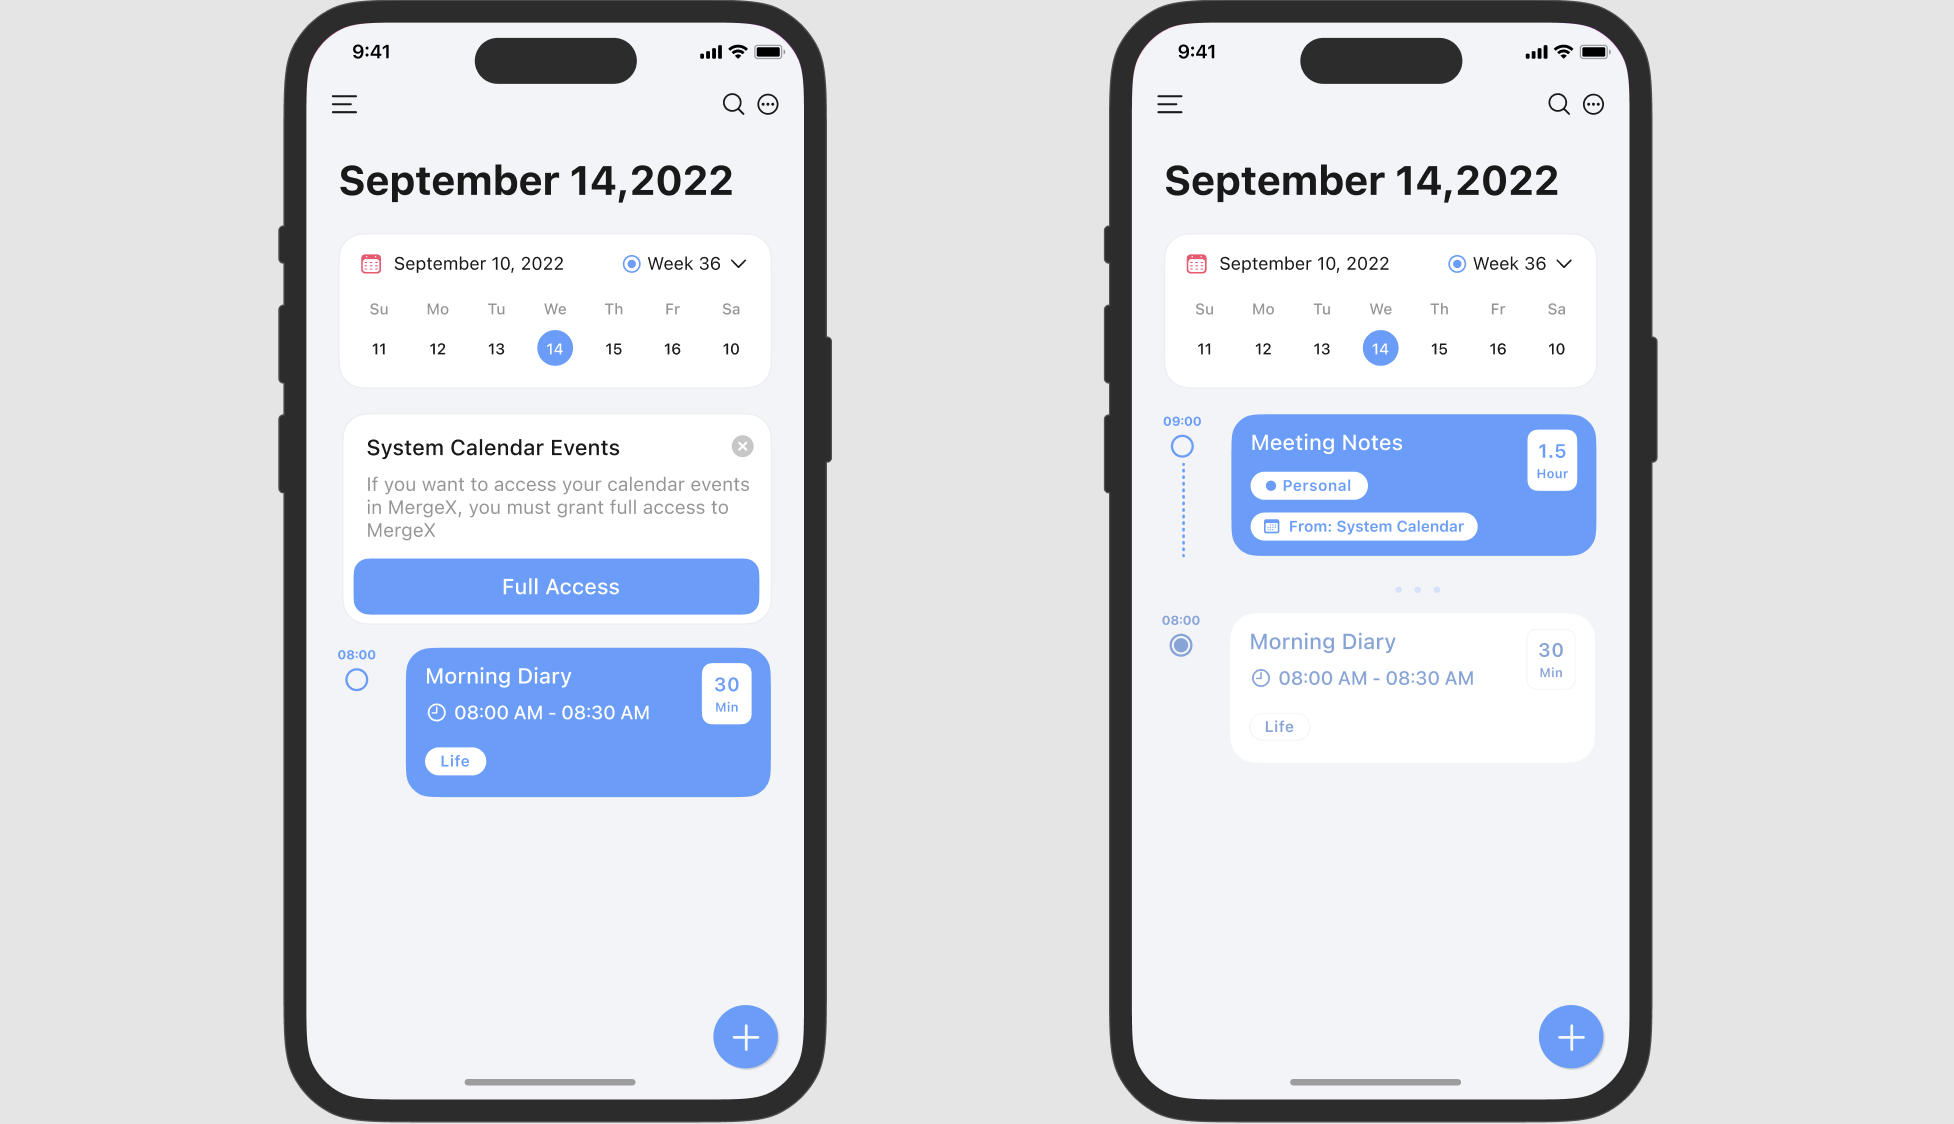 9:41
September 14,2022
September 10, 2022 Week 36
Su Mo Tu We Th Fr Sa
11 12 13 14 15 16 10
System Calendar Events
If you want to access your calendar events
in MergeX, you must grant full access to
MergeX
Full Access
08:00
Morning Diary
30
Min
08:00 AM - 08:30 AM
Life
9:41
September 14,2022
September 10, 2022 Week 36
Su Mo Tu We Th Fr Sa
11 12 13 14 15 16 10
09:00
Meeting Notes
1.5
Hour
Personal
From: System Calendar
08:00
Morning Diary
30
Min
08:00 AM - 08:30 AM
Life